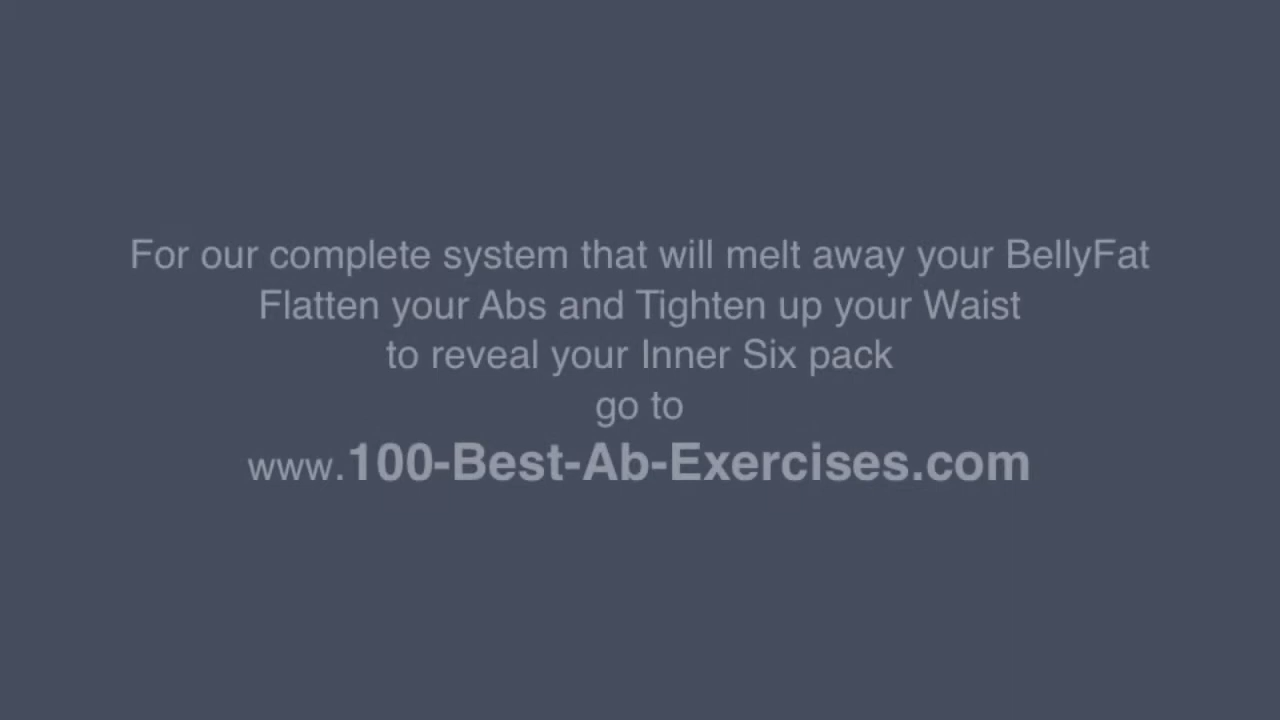 For our complete system that will melt away your BellyFat
Flatten your Abs and Tighten up your Waist
to reveal your Inner Six pack
go to
www.100-Best-Ab-Exercises.com